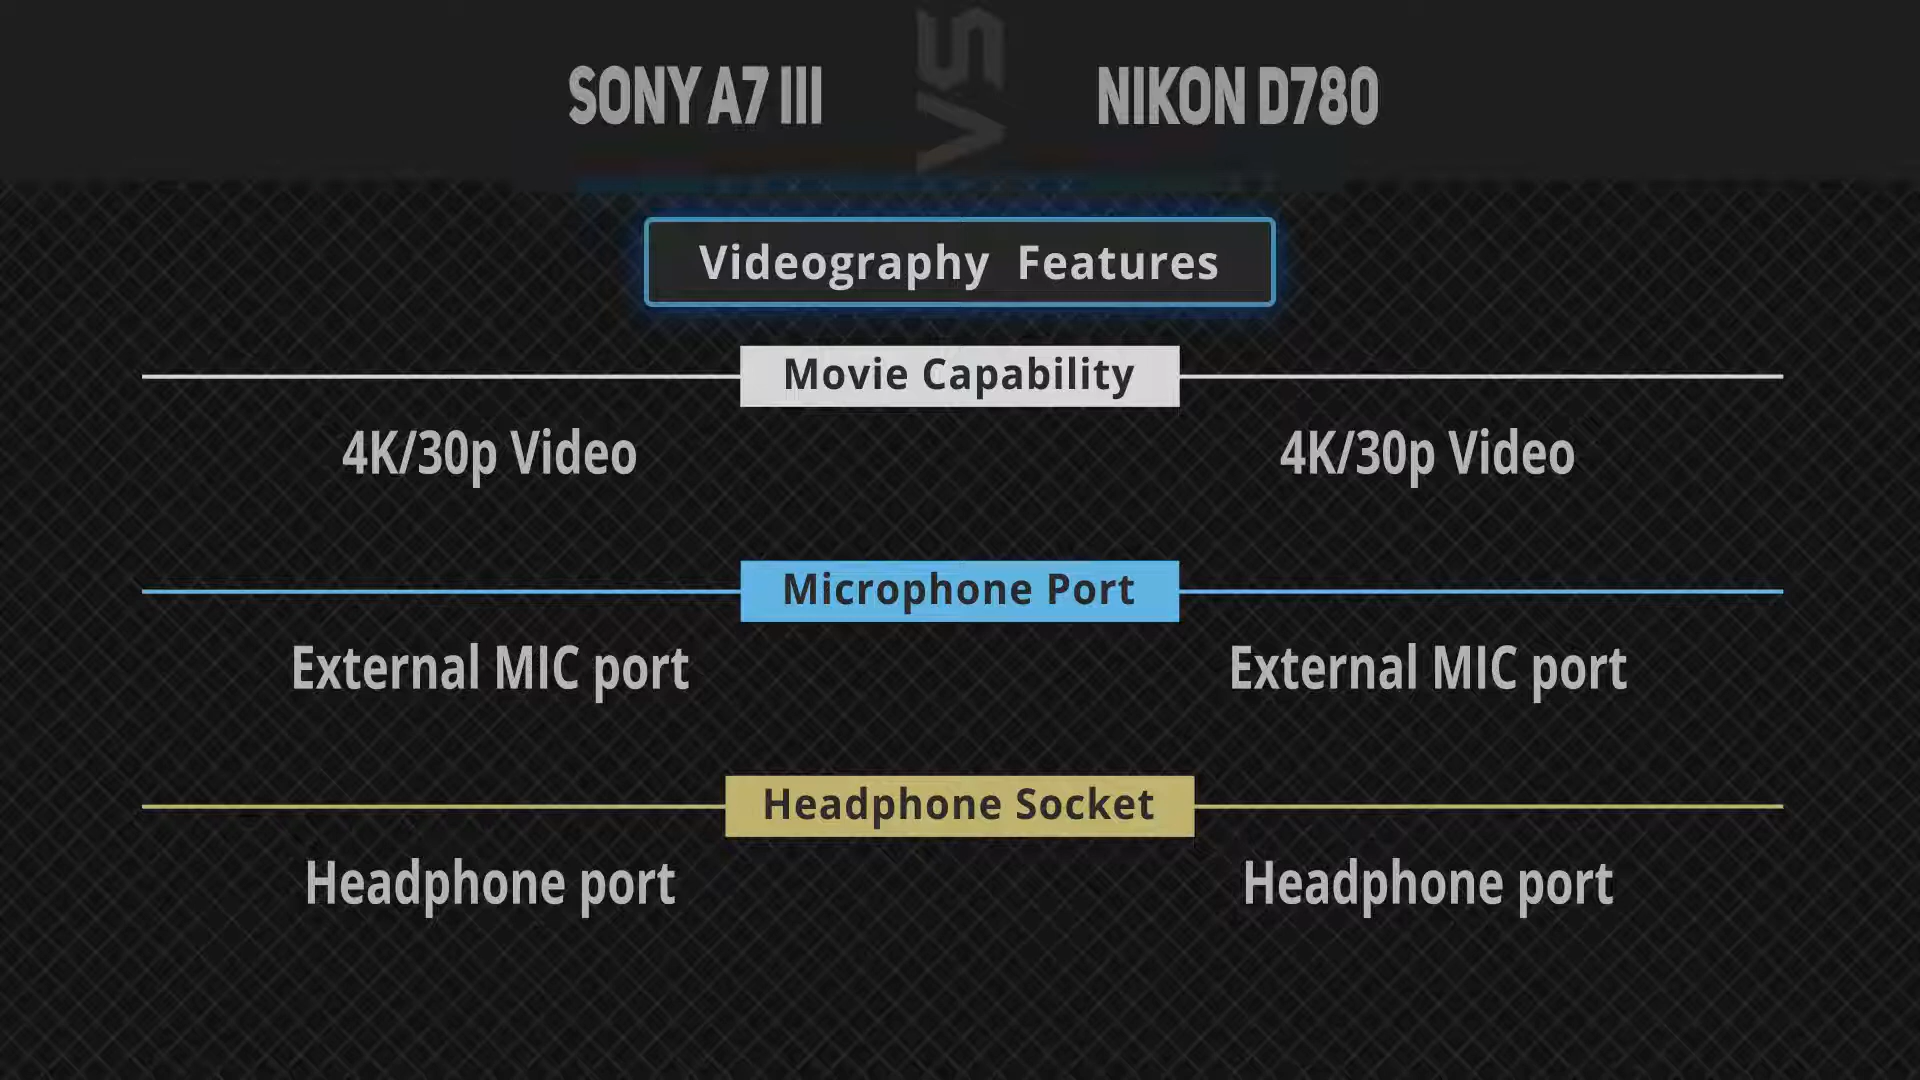 SONY A7 III
VS
NIKON D780
Videography Features
Movie Capability
4K/30p Video
4K/30p Video
Microphone Port
External MIC port
External MIC port
Headphone Socket
Headphone port
Headphone port